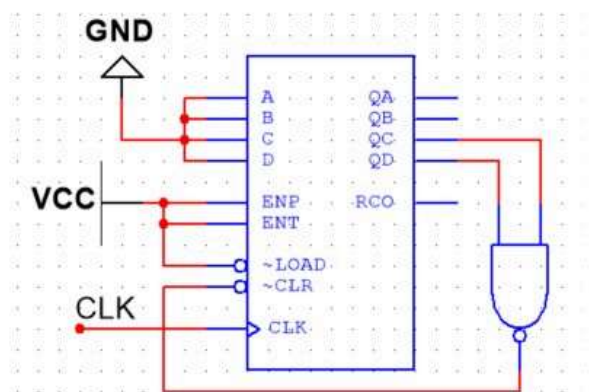 GND
A QA
B QB
C QC
D QD
VCC ENP RCO
ENT
~LOAD
~CLR
CLK CLK